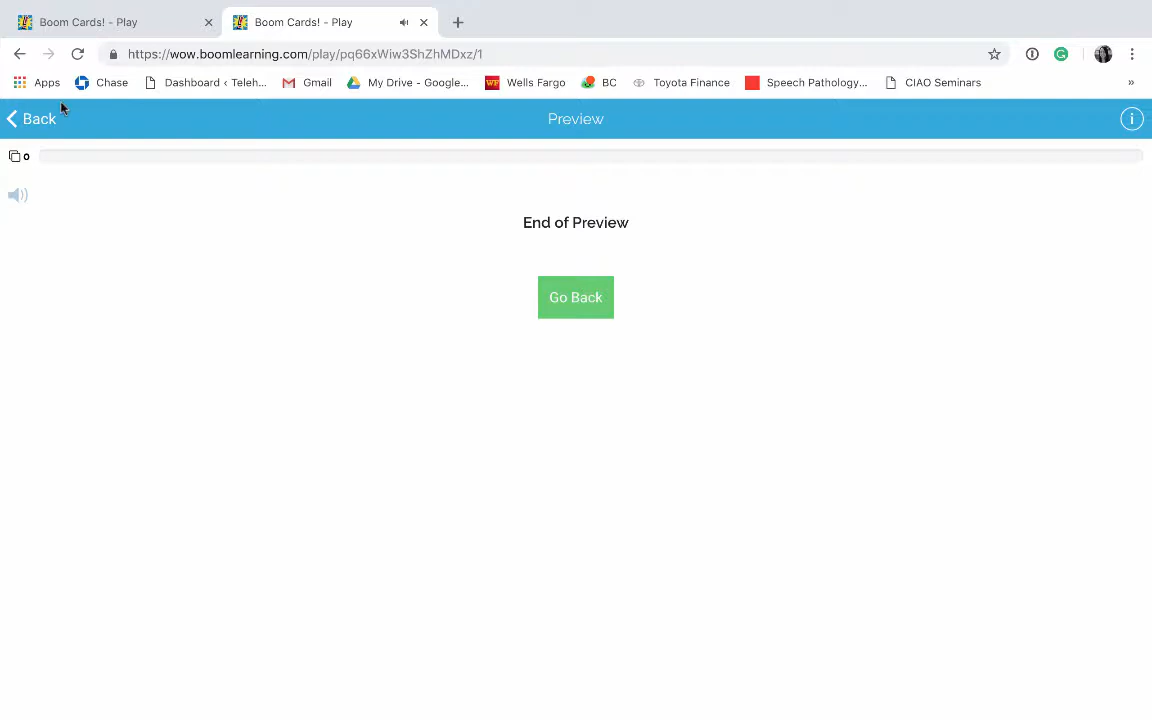 Boom Cards! - Play
Boom Cards! - Play
https://wow.boomlearning.com/play/pq66xWiw3ShZhMDxz/1
Apps Chase Dashboard ‹ Teleh... Gmail My Drive - Google... Wells Fargo BC Toyota Finance Speech Pathology... CIAO Seminars »
Back Preview i
0
End of Preview
Go Back